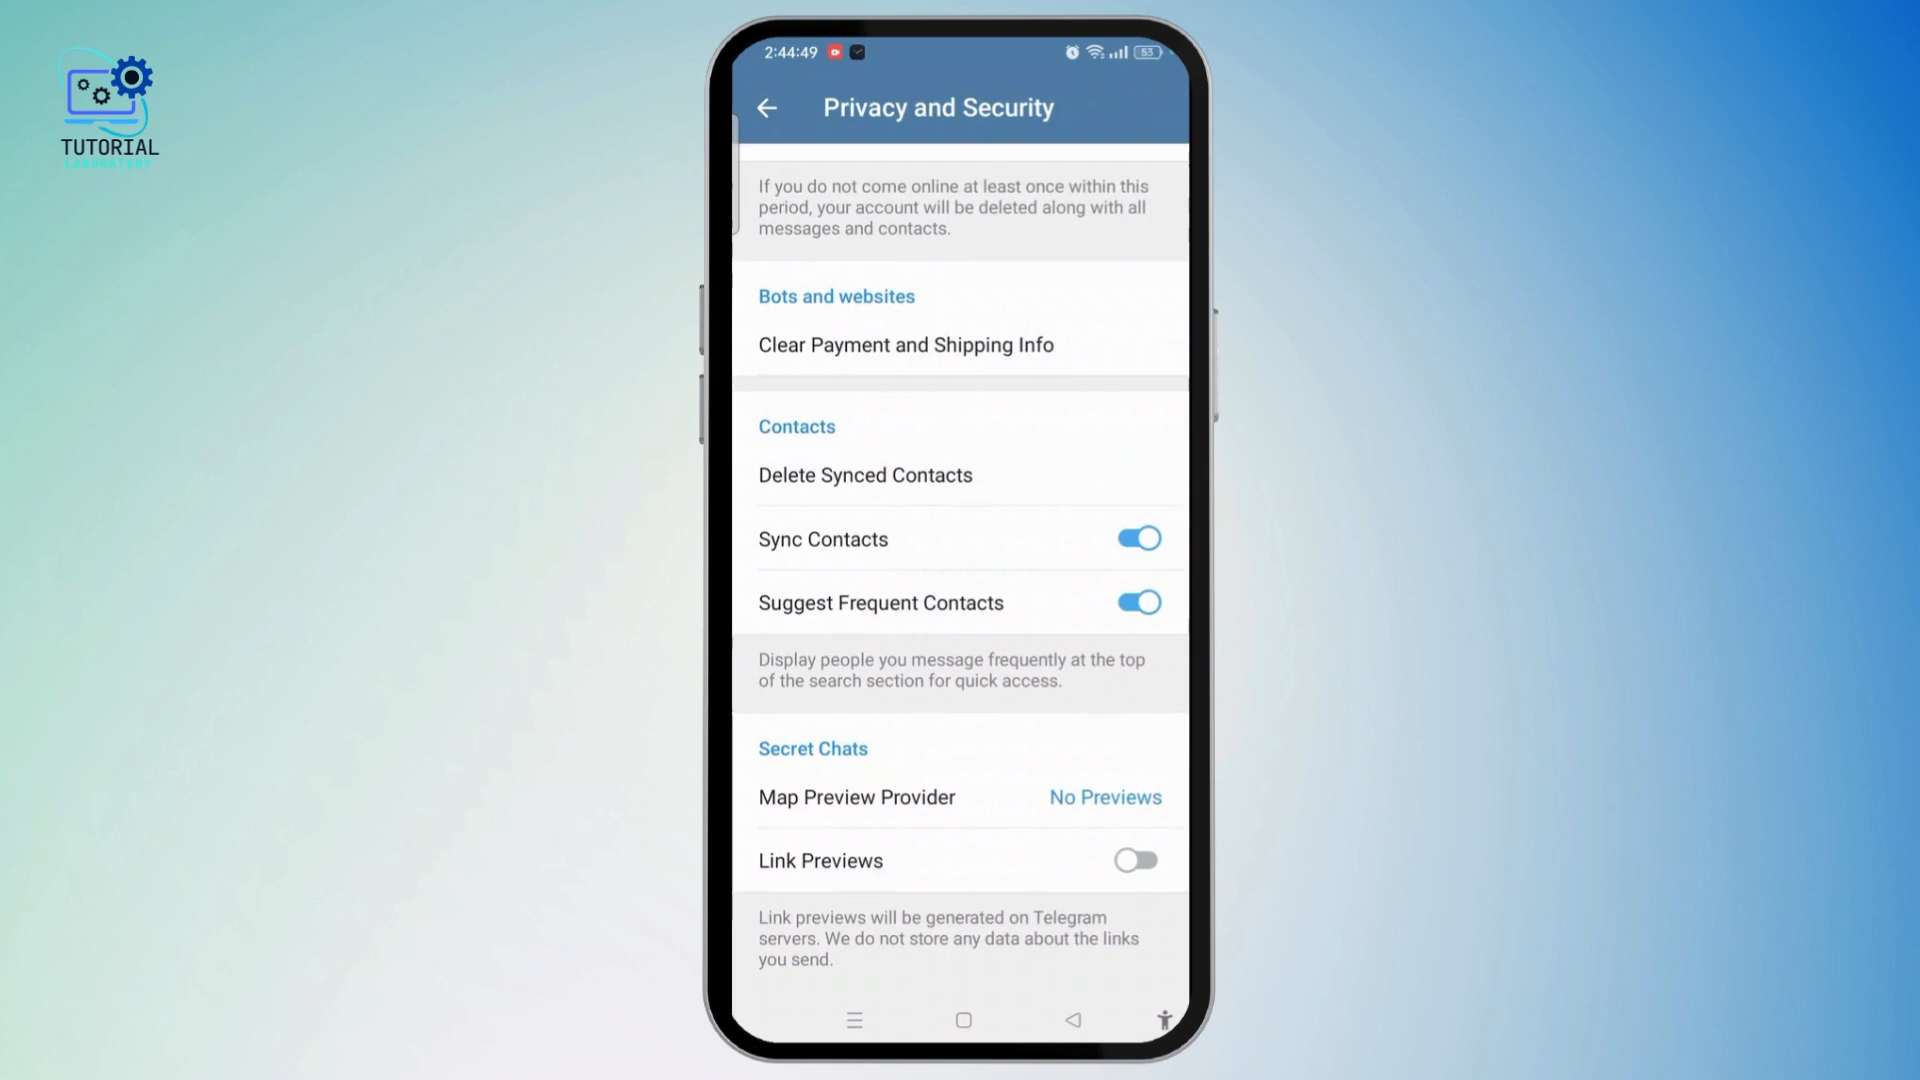 TUTORIAL
LABORATORY
2:44:49
53
Privacy and Security
If you do not come online at least once within this
period, your account will be deleted along with all
messages and contacts.
Bots and websites
Clear Payment and Shipping Info
Contacts
Delete Synced Contacts
Sync Contacts
Suggest Frequent Contacts
Display people you message frequently at the top
of the search section for quick access.
Secret Chats
Map Preview Provider No Previews
Link Previews
Link previews will be generated on Telegram
servers. We do not store any data about the links
you send.